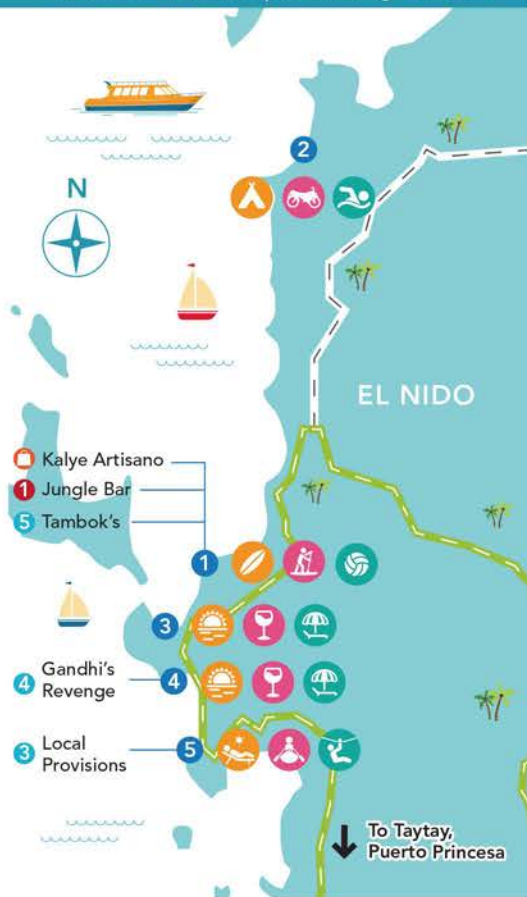 2
N
EL NIDO
Kalye Artisano
1 Jungle Bar
5 Tambok's
1
3
4 Gandhi's
Revenge
4
3 Local
Provisions
5
To Taytay,
Puerto Princesa